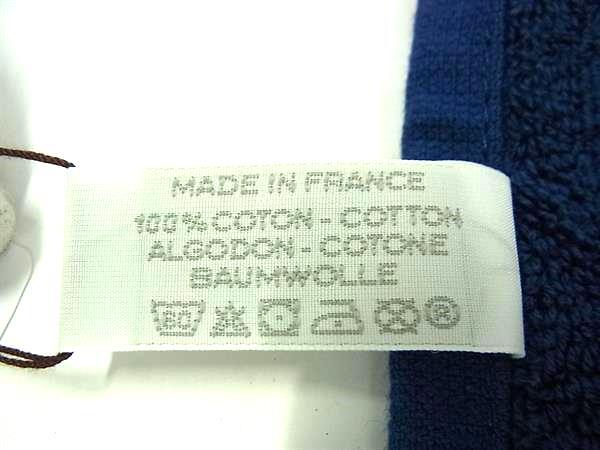 MADE IN FRANCE
100% COTON - COTTON
ALGODON - COTONE
BAUMWOLLE
®